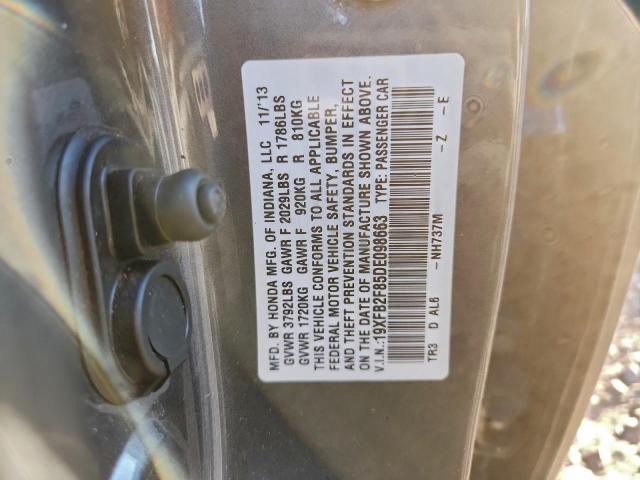 MFD. BY HONDA MFG. OF INDIANA, LLC 11/'13
GVWR 3792LBS GAWR F 2029LBS R 1786LBS
GVWR 1720KG GAWR F 920KG R 810KG
THIS VEHICLE CONFORMS TO ALL APPLICABLE
FEDERAL MOTOR VEHICLE SAFETY, BUMPER,
AND THEFT PREVENTION STANDARDS IN EFFECT
ON THE DATE OF MANUFACTURE SHOWN ABOVE.
V.I.N.:19XFB2F85DE098663 TYPE: PASSENGER CAR
TR3 D AL6 -NH737M -Z -E